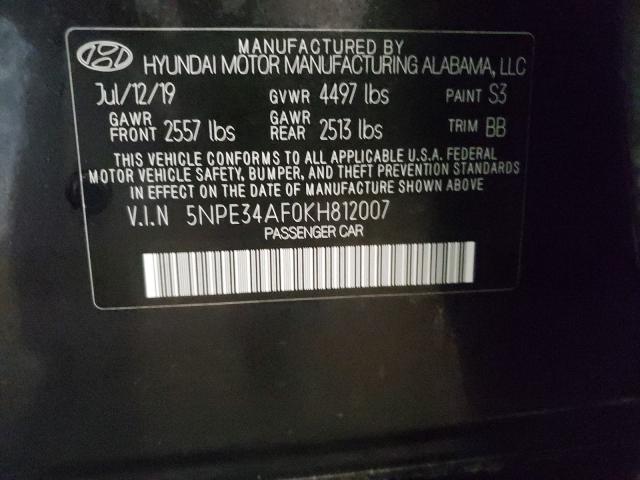 MANUFACTURED BY
HYUNDAI MOTOR MANUFACTURING ALABAMA, LLC
Jul/12/19 GVWR 4497 lbs PAINT S3
GAWR FRONT 2557 lbs GAWR REAR 2513 lbs TRIM BB
THIS VEHICLE CONFORMS TO ALL APPLICABLE U.S.A. FEDERAL
MOTOR VEHICLE SAFETY, BUMPER, AND THEFT PREVENTION STANDARDS
IN EFFECT ON THE DATE OF MANUFACTURE SHOWN ABOVE
V.I.N 5NPE34AF0KH812007
PASSENGER CAR